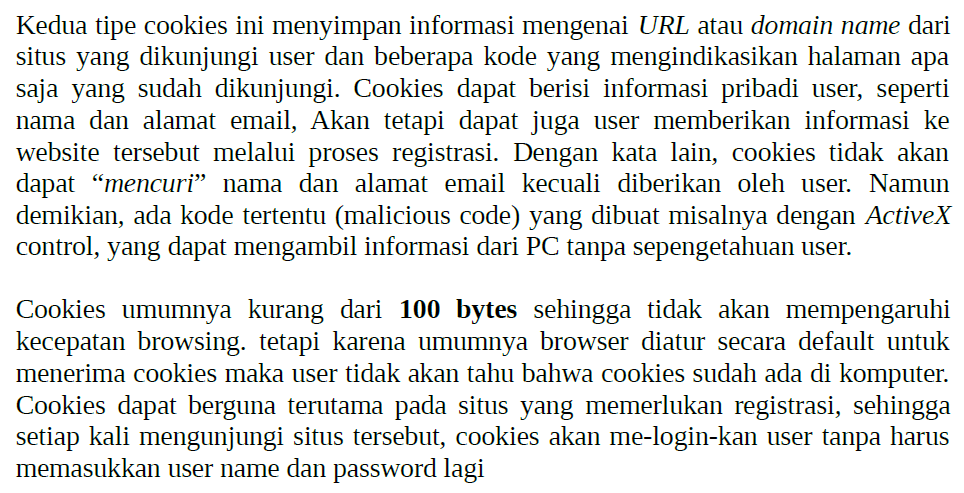 Kedua tipe cookies ini menyimpan informasi mengenai URL atau domain name dari
situs yang dikunjungi user dan beberapa kode yang mengindikasikan halaman apa
saja yang sudah dikunjungi. Cookies dapat berisi informasi pribadi user, seperti
nama dan alamat email, Akan tetapi dapat juga user memberikan informasi ke
website tersebut melalui proses registrasi. Dengan kata lain, cookies tidak akan
dapat “mencuri” nama dan alamat email kecuali diberikan oleh user. Namun
demikian, ada kode tertentu (malicious code) yang dibuat misalnya dengan ActiveX
control, yang dapat mengambil informasi dari PC tanpa sepengetahuan user.
Cookies umumnya kurang dari 100 bytes sehingga tidak akan mempengaruhi
kecepatan browsing. tetapi karena umumnya browser diatur secara default untuk
menerima cookies maka user tidak akan tahu bahwa cookies sudah ada di komputer.
Cookies dapat berguna terutama pada situs yang memerlukan registrasi, sehingga
setiap kali mengunjungi situs tersebut, cookies akan me-login-kan user tanpa harus
memasukkan user name dan password lagi